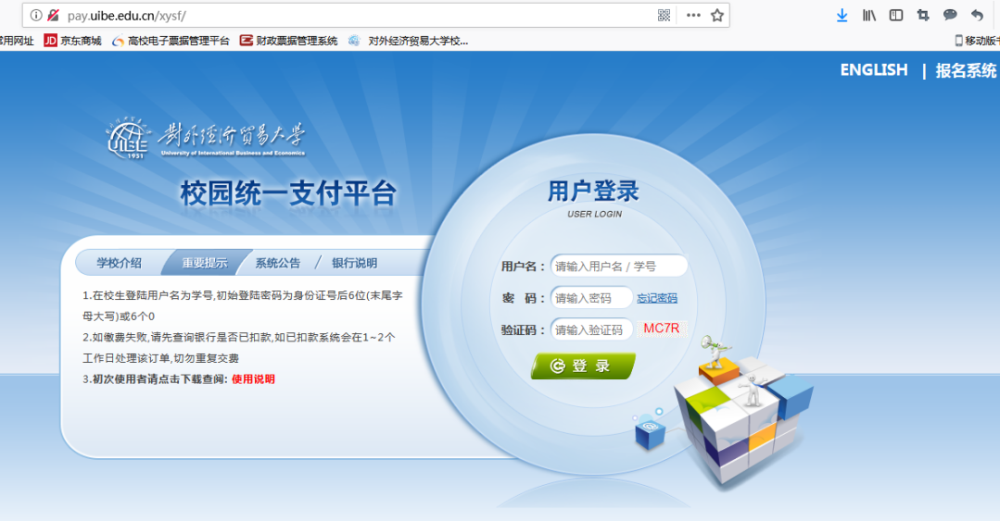 pay.uibe.edu.cn/xysf/
常用网址 JD 京东商城 高校电子票据管理平台 财政票据管理系统 对外经济贸易大学校... 移动版书
ENGLISH | 报名系统
UIBE 1951 對外經濟貿易大學
University of International Business and Economics
校园统一支付平台
学校介绍 重要提示 系统公告 / 银行说明
1.在校生登陆用户名为学号,初始登陆密码为身份证号后6位(末尾字
母大写)或6个0
2.如缴费失败,请先查询银行是否已扣款,如已扣款系统会在1~2个
工作日处理该订单,切勿重复交费
3.初次使用者请点击下载查阅: 使用说明
用户登录
USER LOGIN
用户名： 请输入用户名 / 学号
密 码： 请输入密码 忘记密码
验证码： 请输入验证码 MC7R
登 录
@